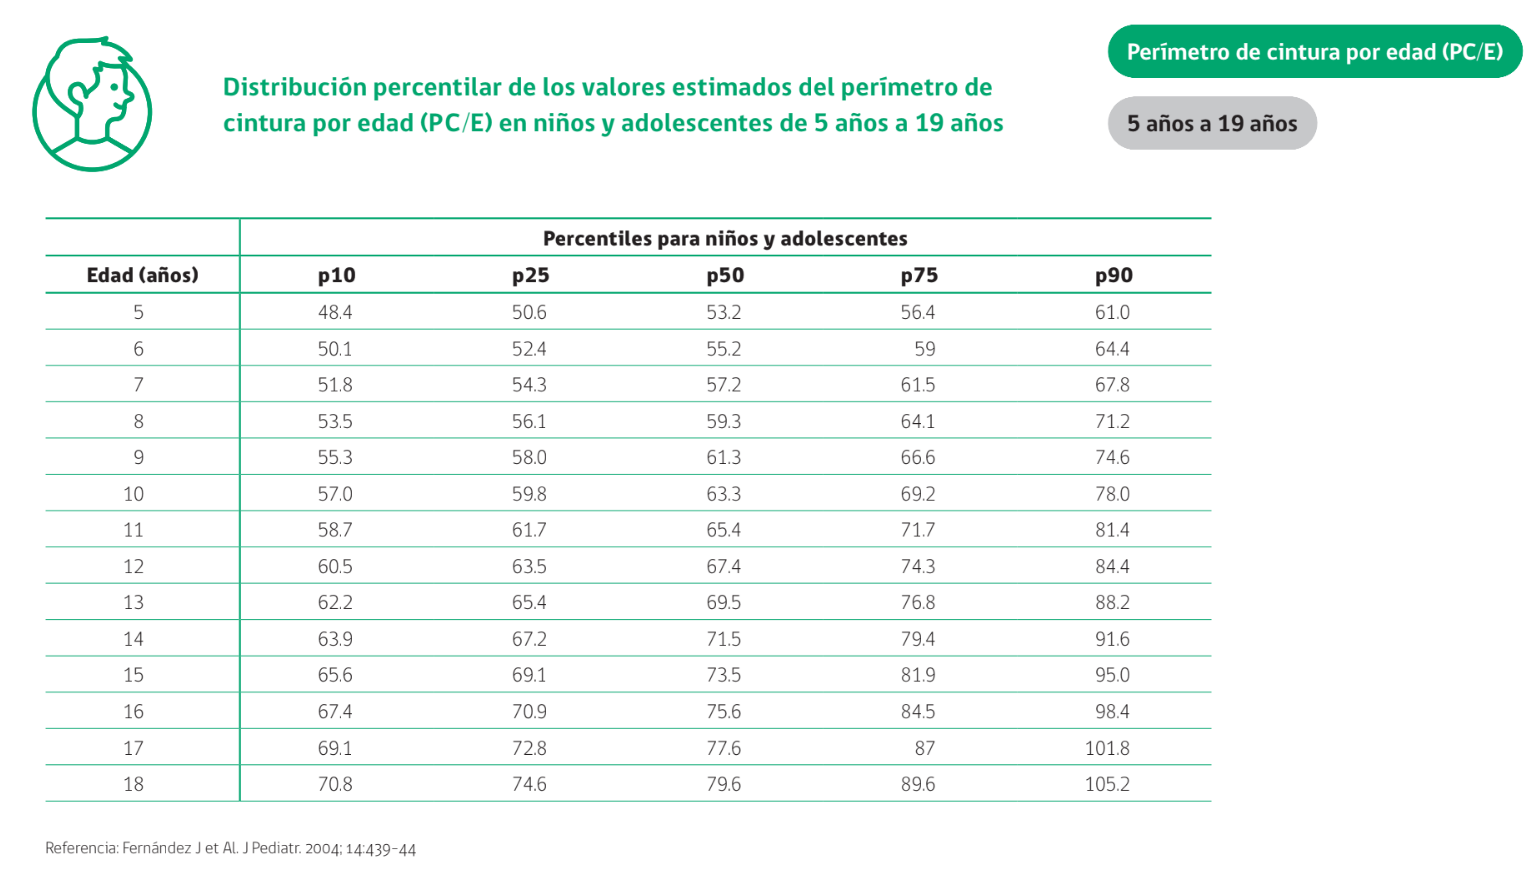 Perímetro de cintura por edad (PC/E)
Distribución percentilar de los valores estimados del perímetro de
cintura por edad (PC/E) en niños y adolescentes de 5 años a 19 años
5 años a 19 años
Percentiles para niños y adolescentes
Edad (años) p10 p25 p50 p75 p90
5 48.4 50.6 53.2 56.4 61.0
6 50.1 52.4 55.2 59 64.4
7 51.8 54.3 57.2 61.5 67.8
8 53.5 56.1 59.3 64.1 71.2
9 55.3 58.0 61.3 66.6 74.6
10 57.0 59.8 63.3 69.2 78.0
11 58.7 61.7 65.4 71.7 81.4
12 60.5 63.5 67.4 74.3 84.4
13 62.2 65.4 69.5 76.8 88.2
14 63.9 67.2 71.5 79.4 91.6
15 65.6 69.1 73.5 81.9 95.0
16 67.4 70.9 75.6 84.5 98.4
17 69.1 72.8 77.6 87 101.8
18 70.8 74.6 79.6 89.6 105.2
Referencia: Fernández J et Al. J Pediatr. 2004; 14:439-44